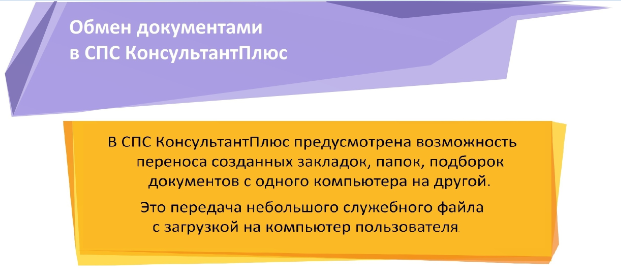 Обмен документами
в СПС КонсультантПлюс
В СПС КонсультантПлюс предусмотрена возможность
переноса созданных закладок, папок, подборок
документов с одного компьютера на другой.
Это передача небольшого служебного файла
с загрузкой на компьютер пользователя